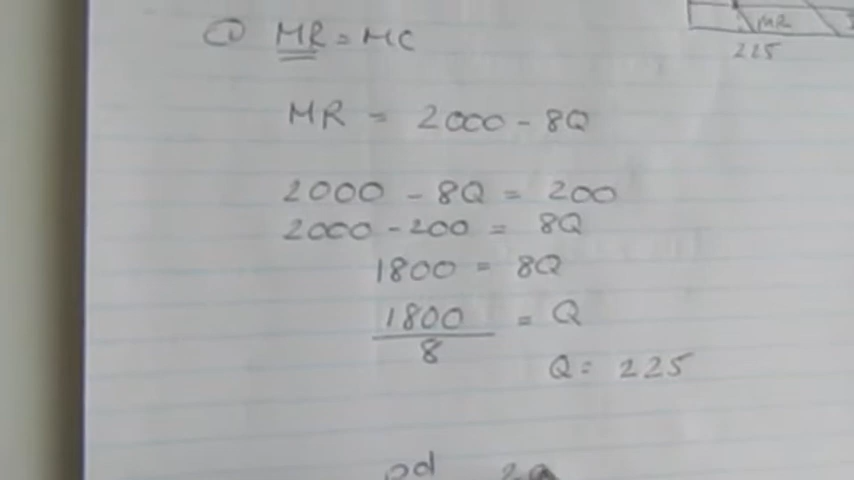 ① MR = MC
MR
225
MR = 2000 - 8Q
2000 - 8Q = 200
2000 - 200 = 8Q
1800 = 8Q
1800
8
= Q
Q = 225